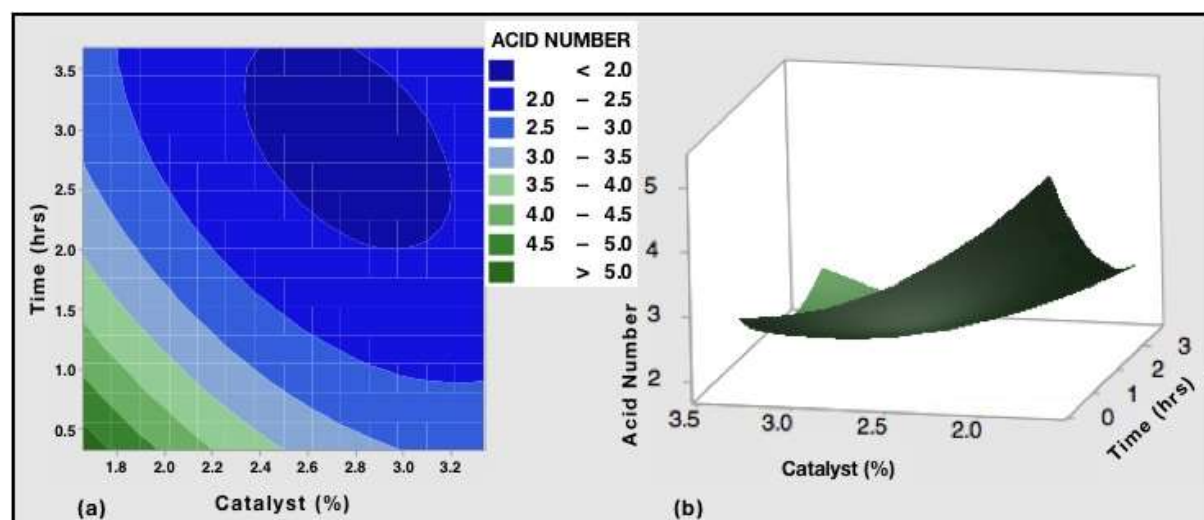 ACID NUMBER
< 2.0
2.0 – 2.5
2.5 – 3.0
3.0 – 3.5
3.5 – 4.0
4.0 – 4.5
4.5 – 5.0
> 5.0
Time (hrs)
3.5
3.0
2.5
2.0
1.5
1.0
0.5
1.8 2.0 2.2 2.4 2.6 2.8 3.0 3.2
Catalyst (%)
(a)
Acid Number
5
4
3
2
3.5 3.0 2.5 2.0
Catalyst (%)
0 1 2 3
Time (hrs)
(b)